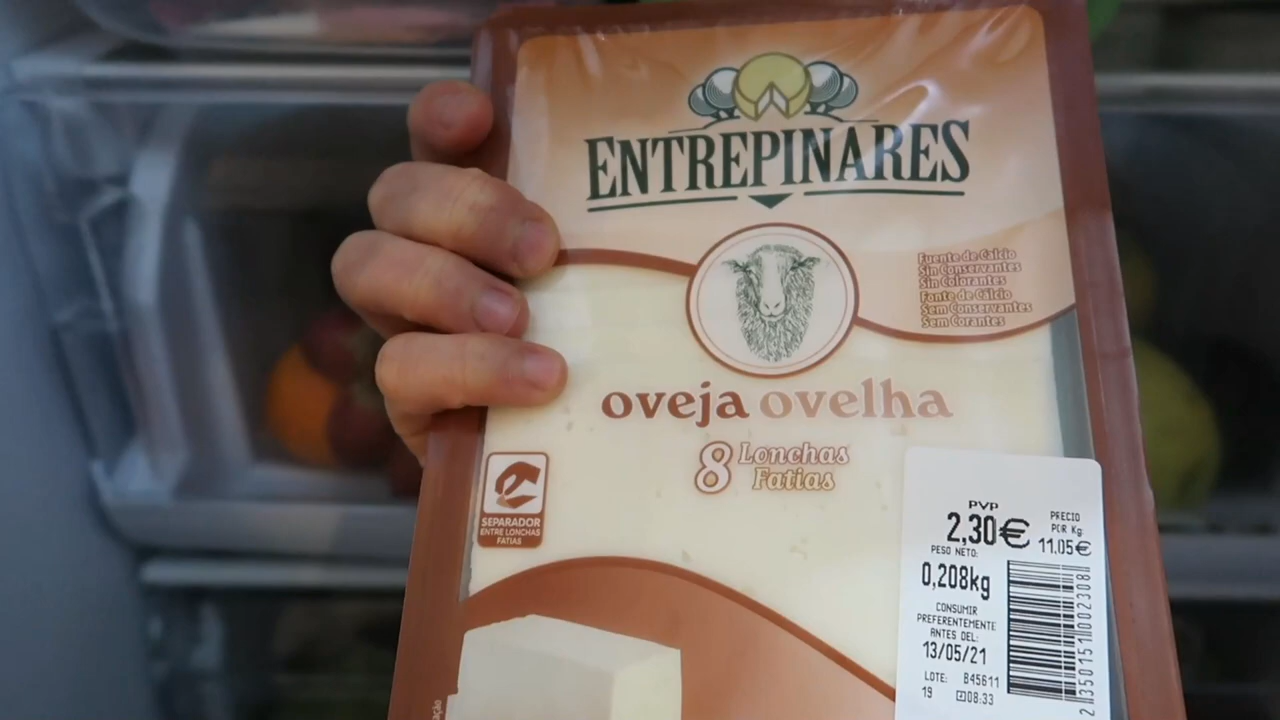 ENTREPINARES
Fuente de Calcio
Sin Conservantes
Sin Colorantes
Fonte de Cálcio
Sem Conservantes
Sem Corantes
oveja ovelha
8 Lonchas
Fatias
SEPARADOR
ENTRE LONCHAS
FATIAS
PVP
2,30€
PRECIO
POR Kg
11.05€
PESO NETO:
0,208kg
CONSUMIR
PREFERENTEMENTE
ANTES DEL:
13/05/21
LOTE: B45611
19 08:33
2350151002308